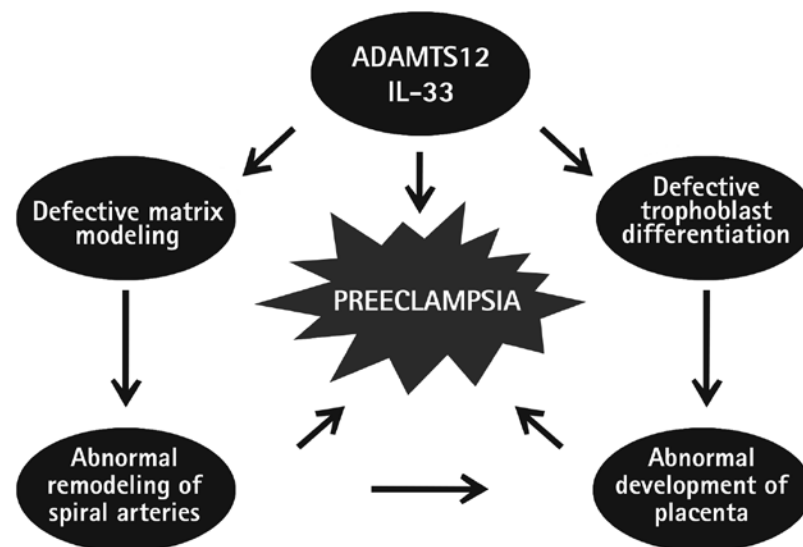 ADAMTS12
IL-33
Defective matrix
modeling
Defective
trophoblast
differentiation
PREECLAMPSIA
Abnormal
remodeling of
spiral arteries
Abnormal
development of
placenta